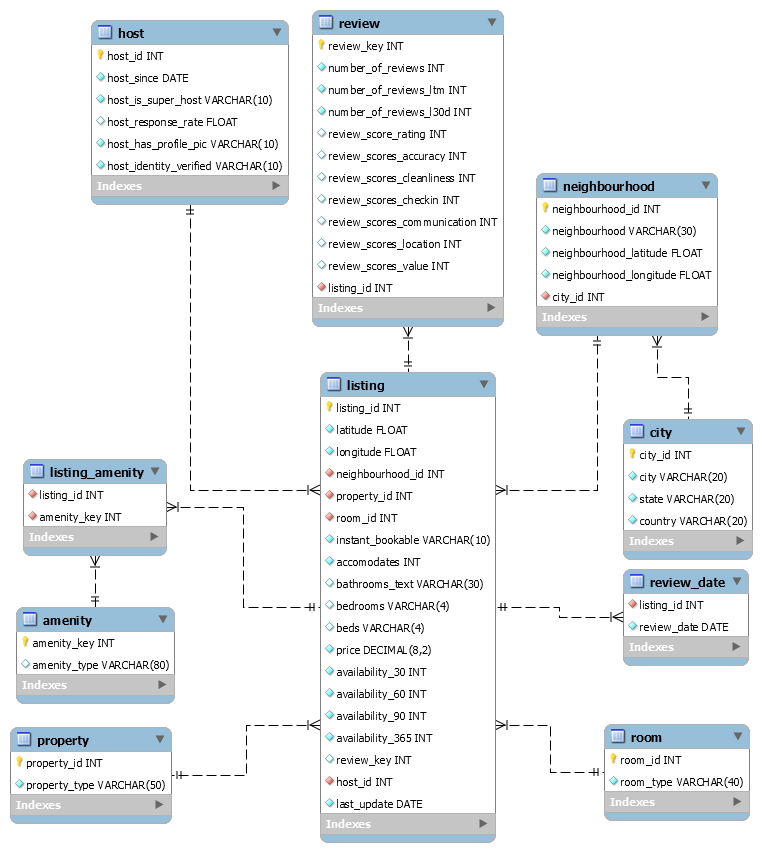 host
host_id INT
host_since DATE
host_is_super_host VARCHAR(10)
host_response_rate FLOAT
host_has_profile_pic VARCHAR(10)
host_identity_verified VARCHAR(10)
Indexes
review
review_key INT
number_of_reviews INT
number_of_reviews_ltm INT
number_of_reviews_l30d INT
review_score_rating INT
review_scores_accuracy INT
review_scores_cleanliness INT
review_scores_checkin INT
review_scores_communication INT
review_scores_location INT
review_scores_value INT
listing_id INT
Indexes
neighbourhood
neighbourhood_id INT
neighbourhood VARCHAR(30)
neighbourhood_latitude FLOAT
neighbourhood_longitude FLOAT
city_id INT
Indexes
listing
listing_id INT
latitude FLOAT
longitude FLOAT
neighbourhood_id INT
property_id INT
room_id INT
instant_bookable VARCHAR(10)
accomodates INT
bathrooms_text VARCHAR(30)
bedrooms VARCHAR(4)
beds VARCHAR(4)
price DECIMAL(8,2)
availability_30 INT
availability_60 INT
availability_90 INT
availability_365 INT
review_key INT
host_id INT
last_update DATE
Indexes
city
city_id INT
city VARCHAR(20)
state VARCHAR(20)
country VARCHAR(20)
Indexes
listing_amenity
listing_id INT
amenity_key INT
Indexes
review_date
listing_id INT
review_date DATE
Indexes
amenity
amenity_key INT
amenity_type VARCHAR(80)
Indexes
property
property_id INT
property_type VARCHAR(50)
Indexes
room
room_id INT
room_type VARCHAR(40)
Indexes